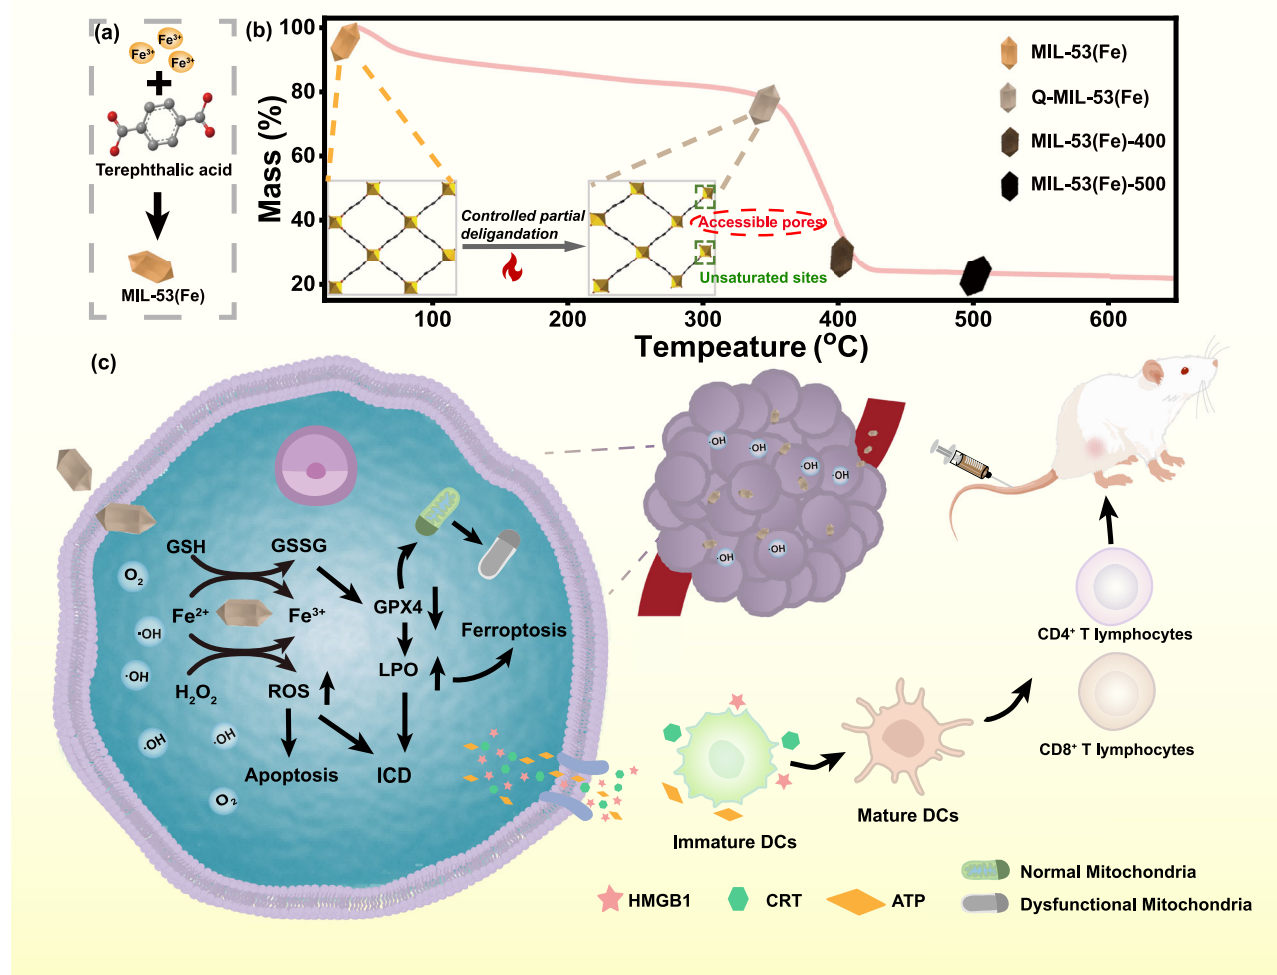 (a)
Fe³⁺
Fe³⁺
Fe³⁺
+
Terephthalic acid
MIL-53(Fe)
(b)
Mass (%)
100
80
60
40
20
MIL-53(Fe)
Q-MIL-53(Fe)
MIL-53(Fe)-400
MIL-53(Fe)-500
Controlled partial
deligandation
Accessible pores
Unsaturated sites
100
200
300
400
500
600
Tempeature (°C)
(c)
GSH
GSSG
O₂
Fe²⁺
Fe³⁺
GPX4
·OH
Ferroptosis
LPO
·OH
H₂O₂
ROS
·OH
·OH
Apoptosis
ICD
O₂
·OH
·OH
·OH
·OH
·OH
·OH
CD4⁺ T lymphocytes
CD8⁺ T lymphocytes
Mature DCs
Immature DCs
Normal Mitochondria
HMGB1
CRT
ATP
Dysfunctional Mitochondria